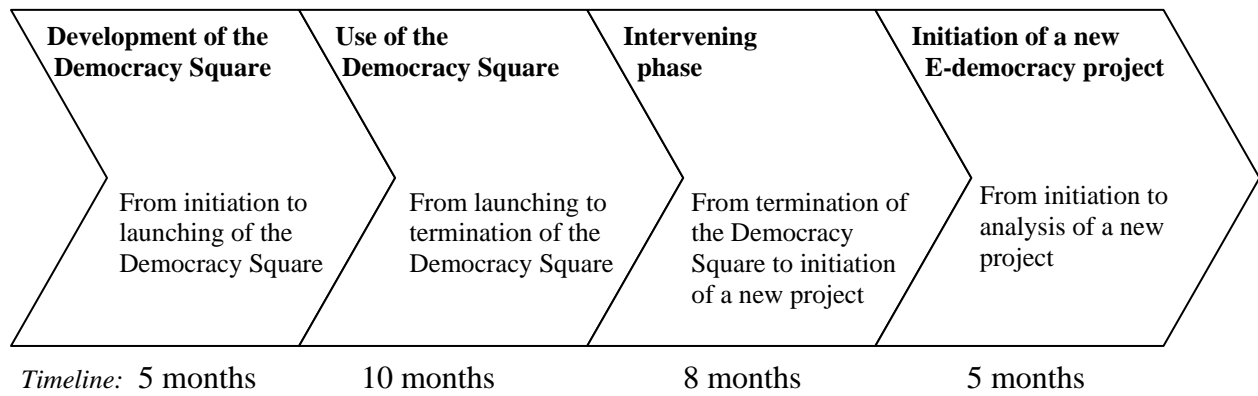 Development of the
Democracy Square
Use of the
Democracy Square
Intervening
phase
Initiation of a new
E-democracy project
From initiation to
launching of the
Democracy Square
From launching to
termination of the
Democracy Square
From termination of
the Democracy
Square to initiation
of a new project
From initiation to
analysis of a new
project
Timeline: 5 months 10 months 8 months 5 months